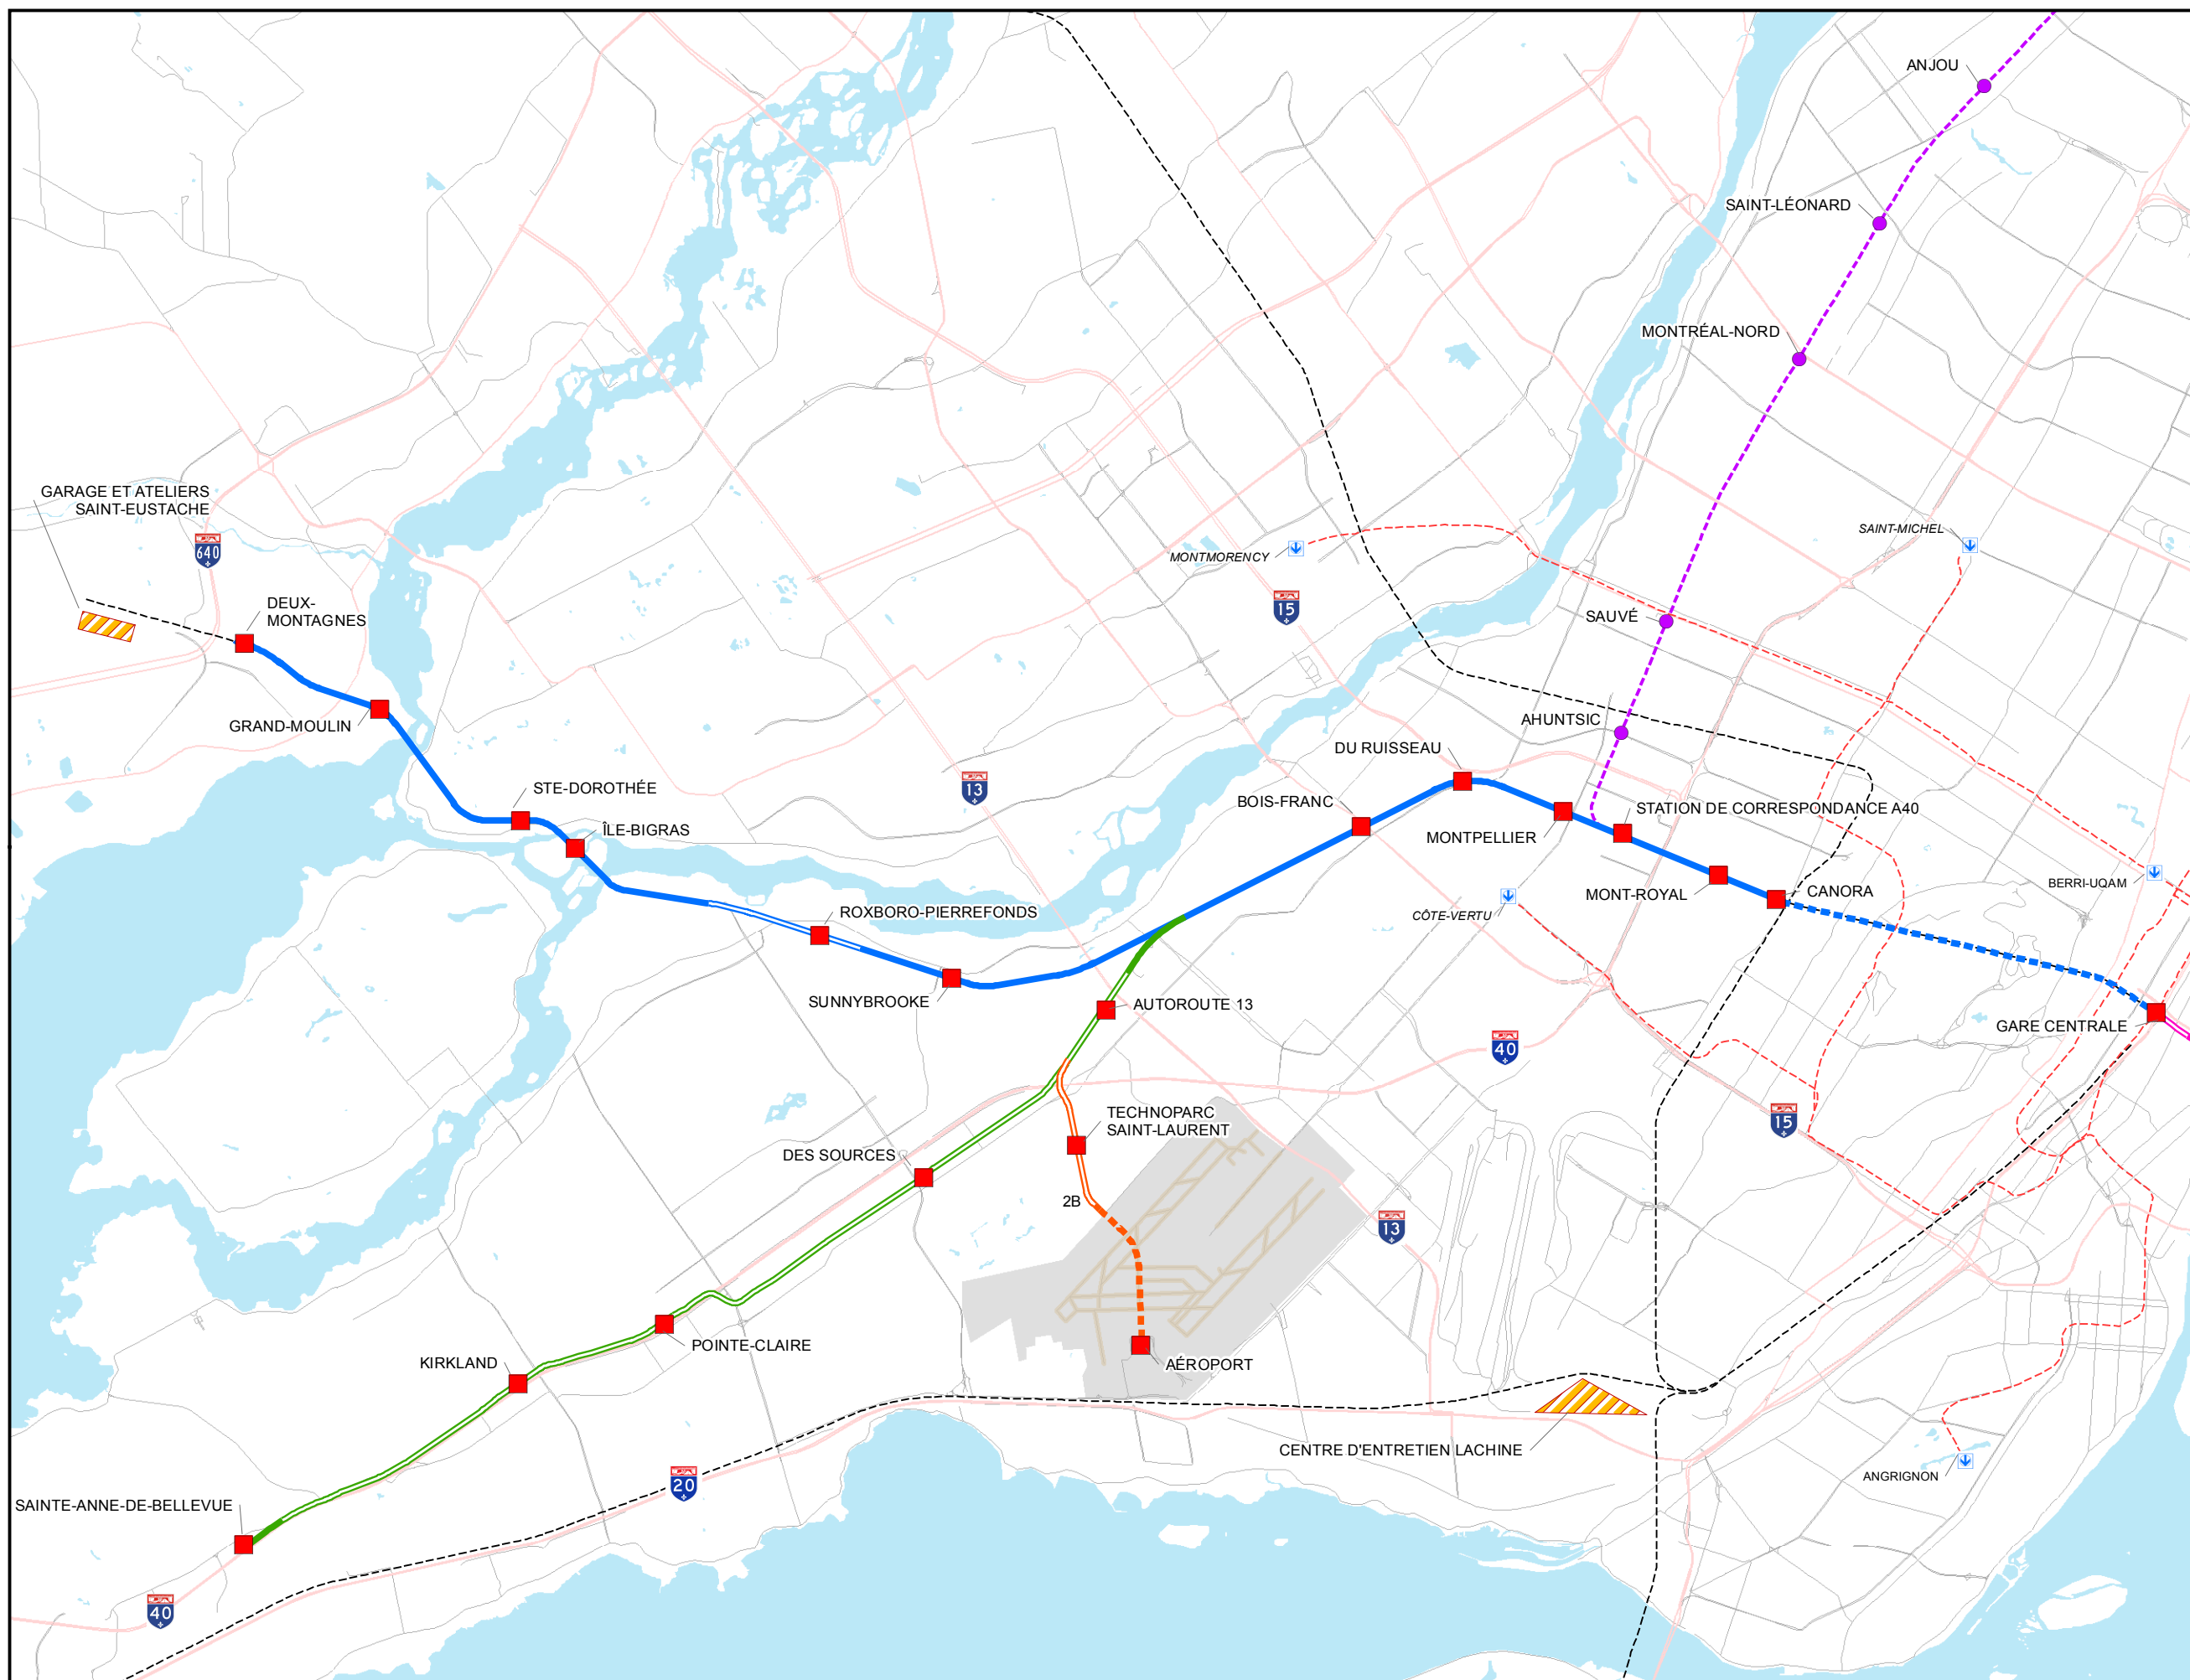 ANJOU
SAINT-LÉONARD
MONTRÉAL-NORD
GARAGE ET ATELIERS
SAINT-EUSTACHE
640
SAINT-MICHEL
MONTMORENCY
15
DEUX-
MONTAGNES
SAUVÉ
GRAND-MOULIN
AHUNTSIC
DU RUISSEAU
STE-DOROTHÉE
13
BOIS-FRANC
STATION DE CORRESPONDANCE A40
ÎLE-BIGRAS
MONTPELLIER
BERRI-UQAM
MONT-ROYAL
CANORA
ROXBORO-PIERREFONDS
CÔTE-VERTU
SUNNYBROOKE
AUTOROUTE 13
GARE CENTRALE
40
TECHNOPARC
SAINT-LAURENT
15
DES SOURCES
2B
13
POINTE-CLAIRE
KIRKLAND
AÉROPORT
CENTRE D'ENTRETIEN LACHINE
ANGRIGNON
20
SAINTE-ANNE-DE-BELLEVUE
40